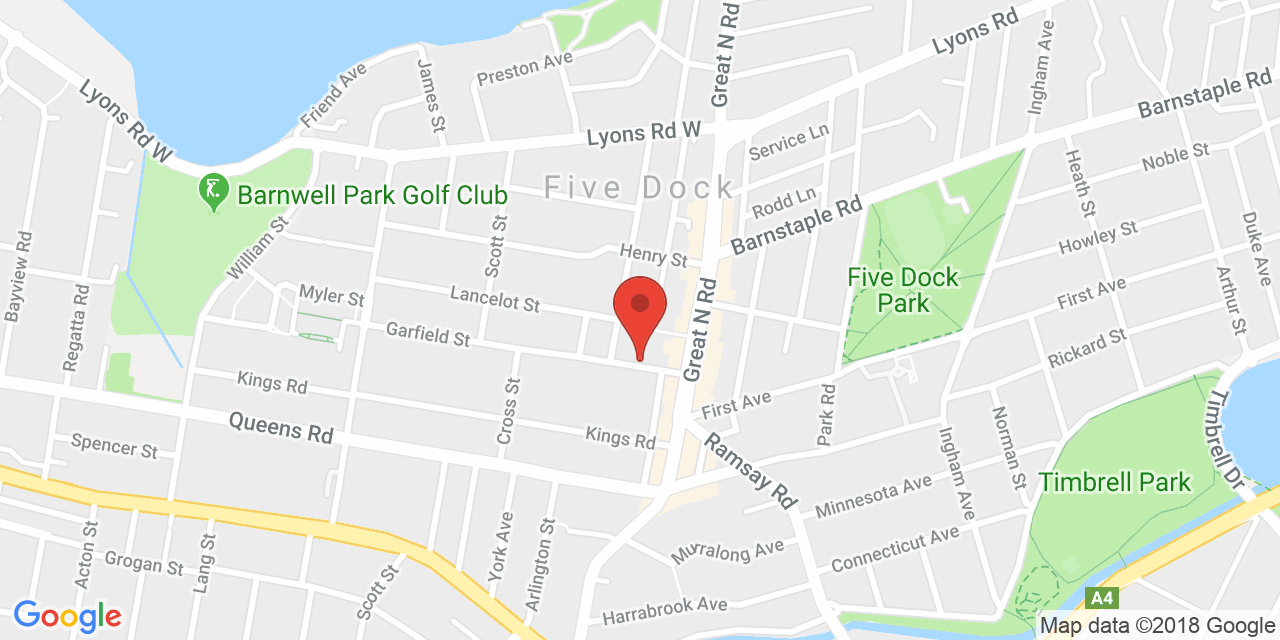 Great N Rd
Lyons Rd
Ingham Ave
Preston Ave
James St
Friend Ave
Lyons Rd W
Lyons Rd W
Service Ln
Barnstaple Rd
Noble St
Heath St
Five Dock
Barnwell Park Golf Club
Rodd Ln
Barnstaple Rd
Howley St
Duke Ave
William St
Scott St
Henry St
Bayview Rd
Regatta Rd
Myler St
Lancelot St
Five Dock
Park
First Ave
Arthur St
Garfield St
Great N Rd
Rickard St
Kings Rd
Cross St
First Ave
Park Rd
Queens Rd
Kings Rd
Ramsay Rd
Ingham Ave
Norman St
Timbrell Dr
Spencer St
Timbrell Park
Minnesota Ave
Acton St
Lang St
Grogan St
Scott St
York Ave
Arlington St
Murralong Ave
Connecticut Ave
Harrabrook Ave
A4
Google
Map data ©2018 Google